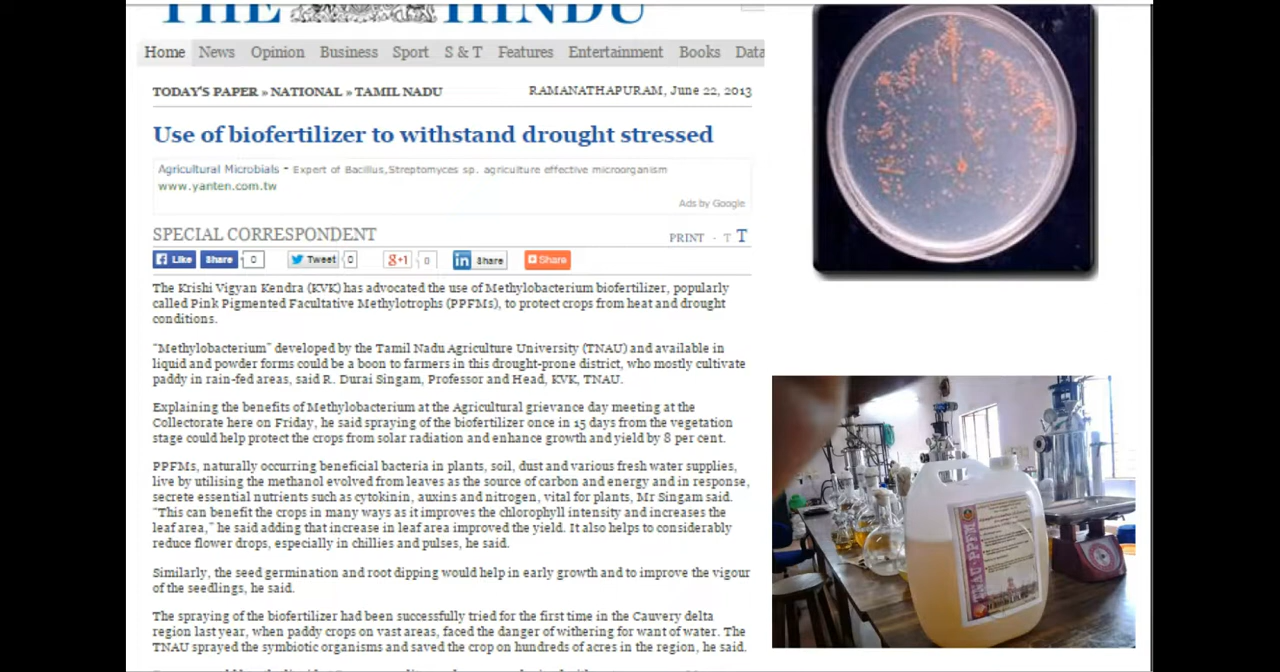 THE HINDU
Home News Opinion Business Sport S & T Features Entertainment Books Data
TODAY'S PAPER » NATIONAL » TAMIL NADU
RAMANATHAPURAM, June 22, 2013
Use of biofertilizer to withstand drought stressed
Agricultural Microbials - Expert of Bacillus,Streptomyces sp. agriculture effective microorganism
www.yanten.com.tw
Ads by Google
SPECIAL CORRESPONDENT
PRINT · T T
Like Share 0 Tweet 0 +1 0 in Share Share
The Krishi Vigyan Kendra (KVK) has advocated the use of Methylobacterium biofertilizer, popularly
called Pink Pigmented Facultative Methylotrophs (PPFMs), to protect crops from heat and drought
conditions.
“Methylobacterium” developed by the Tamil Nadu Agriculture University (TNAU) and available in
liquid and powder forms could be a boon to farmers in this drought-prone district, who mostly cultivate
paddy in rain-fed areas, said R. Durai Singam, Professor and Head, KVK, TNAU.
Explaining the benefits of Methylobacterium at the Agricultural grievance day meeting at the
Collectorate here on Friday, he said spraying of the biofertilizer once in 15 days from the vegetation
stage could help protect the crops from solar radiation and enhance growth and yield by 8 per cent.
PPFMs, naturally occurring beneficial bacteria in plants, soil, dust and various fresh water supplies,
live by utilising the methanol evolved from leaves as the source of carbon and energy and in response,
secrete essential nutrients such as cytokinin, auxins and nitrogen, vital for plants, Mr Singam said.
“This can benefit the crops in many ways as it improves the chlorophyll intensity and increases the
leaf area,” he said adding that increase in leaf area improved the yield. It also helps to considerably
reduce flower drops, especially in chillies and pulses, he said.
Similarly, the seed germination and root dipping would help in early growth and to improve the vigour
of the seedlings, he said.
The spraying of the biofertilizer had been successfully tried for the first time in the Cauvery delta
region last year, when paddy crops on vast areas, faced the danger of withering for want of water. The
TNAU sprayed the symbiotic organisms and saved the crop on hundreds of acres in the region, he said.
TNAU-PPFM